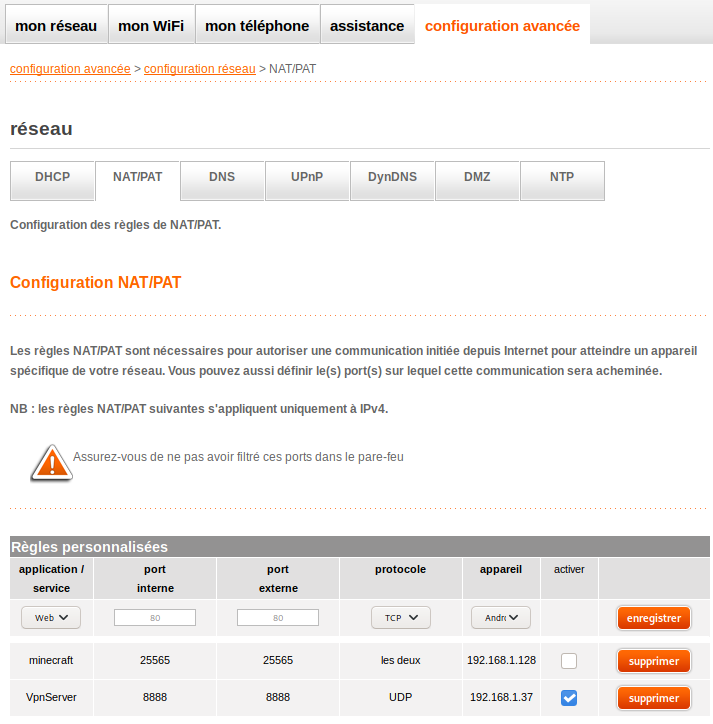 mon réseau mon WiFi mon téléphone assistance configuration avancée
configuration avancée > configuration réseau > NAT/PAT
réseau
DHCP NAT/PAT DNS UPnP DynDNS DMZ NTP
Configuration des règles de NAT/PAT.
Configuration NAT/PAT
Les règles NAT/PAT sont nécessaires pour autoriser une communication initiée depuis Internet pour atteindre un appareil
spécifique de votre réseau. Vous pouvez aussi définir le(s) port(s) sur lequel cette communication sera acheminée.
NB : les règles NAT/PAT suivantes s'appliquent uniquement à IPv4.
Assurez-vous de ne pas avoir filtré ces ports dans le pare-feu
Règles personnalisées
application / port port protocole appareil activer
service interne externe
Web 80 80 TCP Andr enregistrer
minecraft 25565 25565 les deux 192.168.1.128 supprimer
VpnServer 8888 8888 UDP 192.168.1.37 supprimer